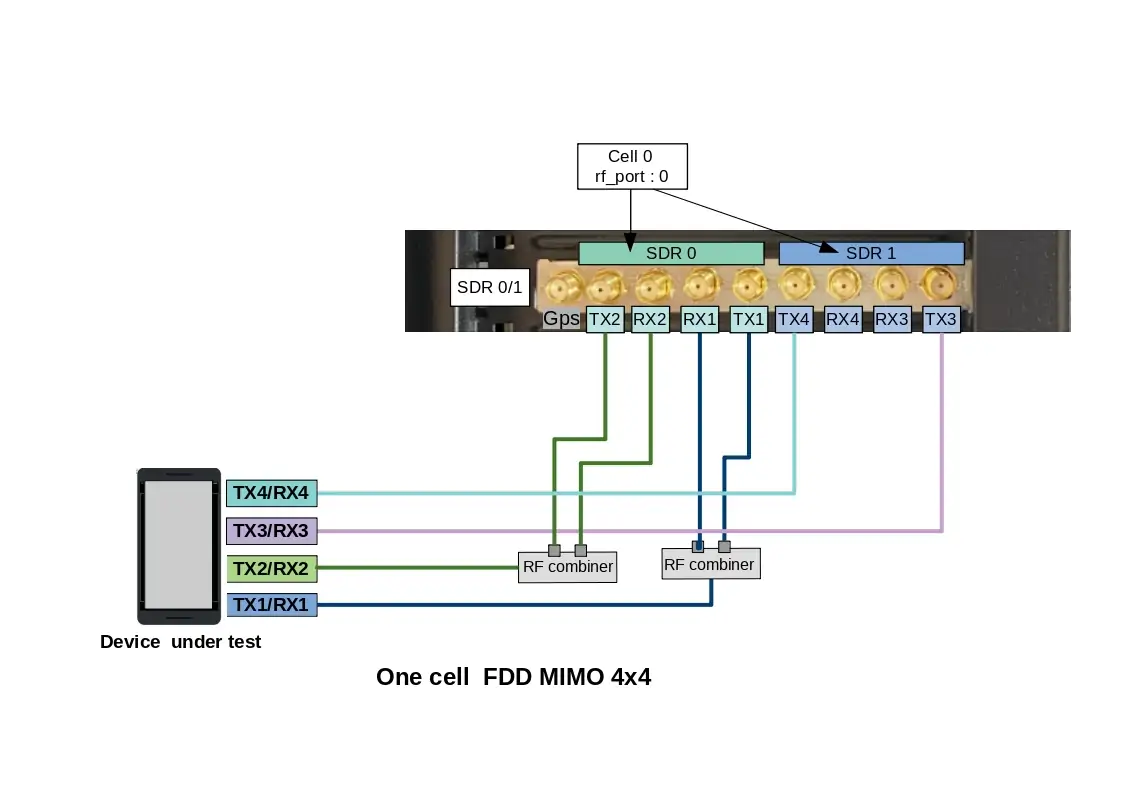 Cell 0
rf_port : 0
SDR 0
SDR 1
SDR 0/1
Gps
TX2
RX2
RX1
TX1
TX4
RX4
RX3
TX3
TX4/RX4
TX3/RX3
TX2/RX2
TX1/RX1
RF combiner
RF combiner
Device  under test
One cell  FDD MIMO 4x4